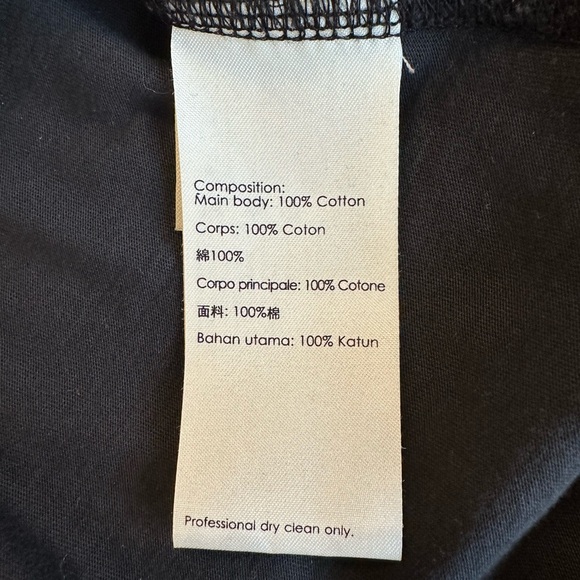 Composition:
Main body: 100% Cotton
Corps: 100% Coton
綿100%
Corpo principale: 100% Cotone
面料: 100%棉
Bahan utama: 100% Katun
Professional dry clean only.